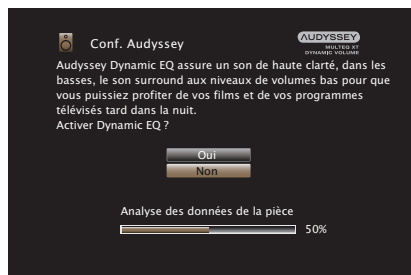 Conf. Audyssey
AUDYSSEY
MULTEQ XT
DYNAMIC VOLUME
Audyssey Dynamic EQ assure un son de haute clarté, dans les
basses, le son surround aux niveaux de volumes bas pour que
vous puissiez profiter de vos films et de vos programmes
télévisés tard dans la nuit.
Activer Dynamic EQ ?
Oui
Non
Analyse des données de la pièce
50%